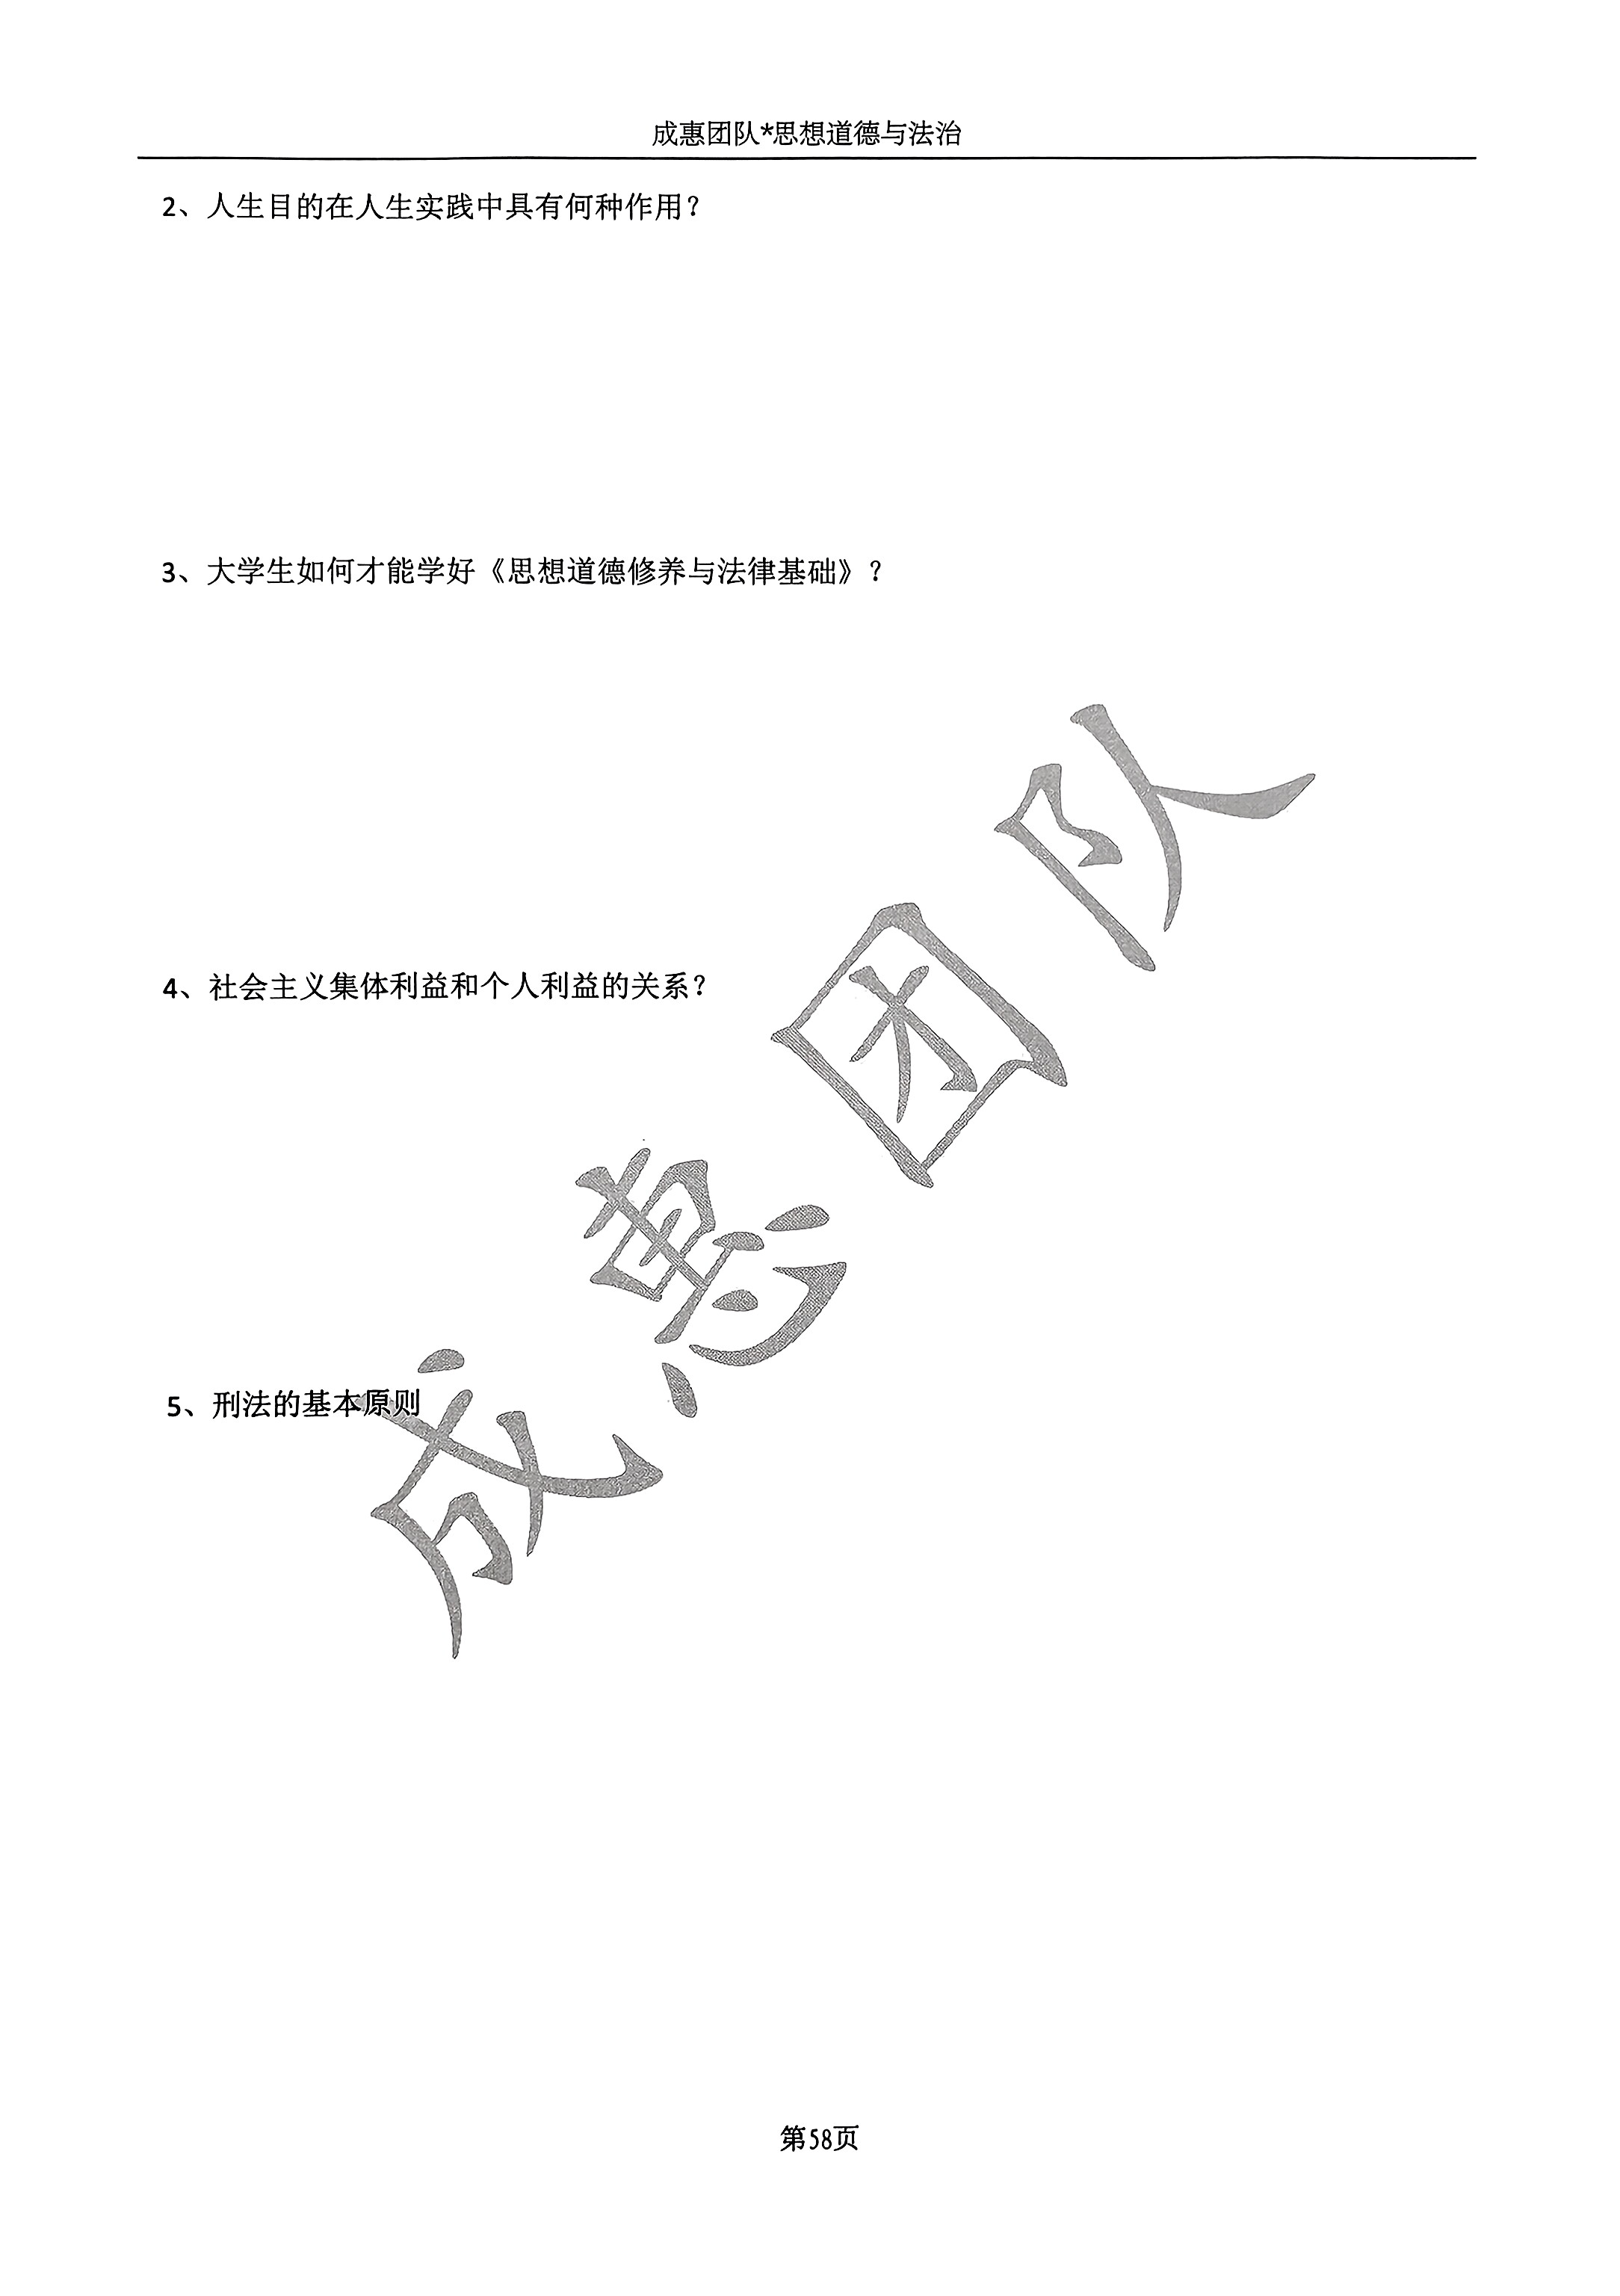 成惠团队*思想道德与法治
2、人生目的在人生实践中具有何种作用？
3、大学生如何才能学好《思想道德修养与法律基础》？
4、社会主义集体利益和个人利益的关系？
5、刑法的基本原则
成惠团队
第58页